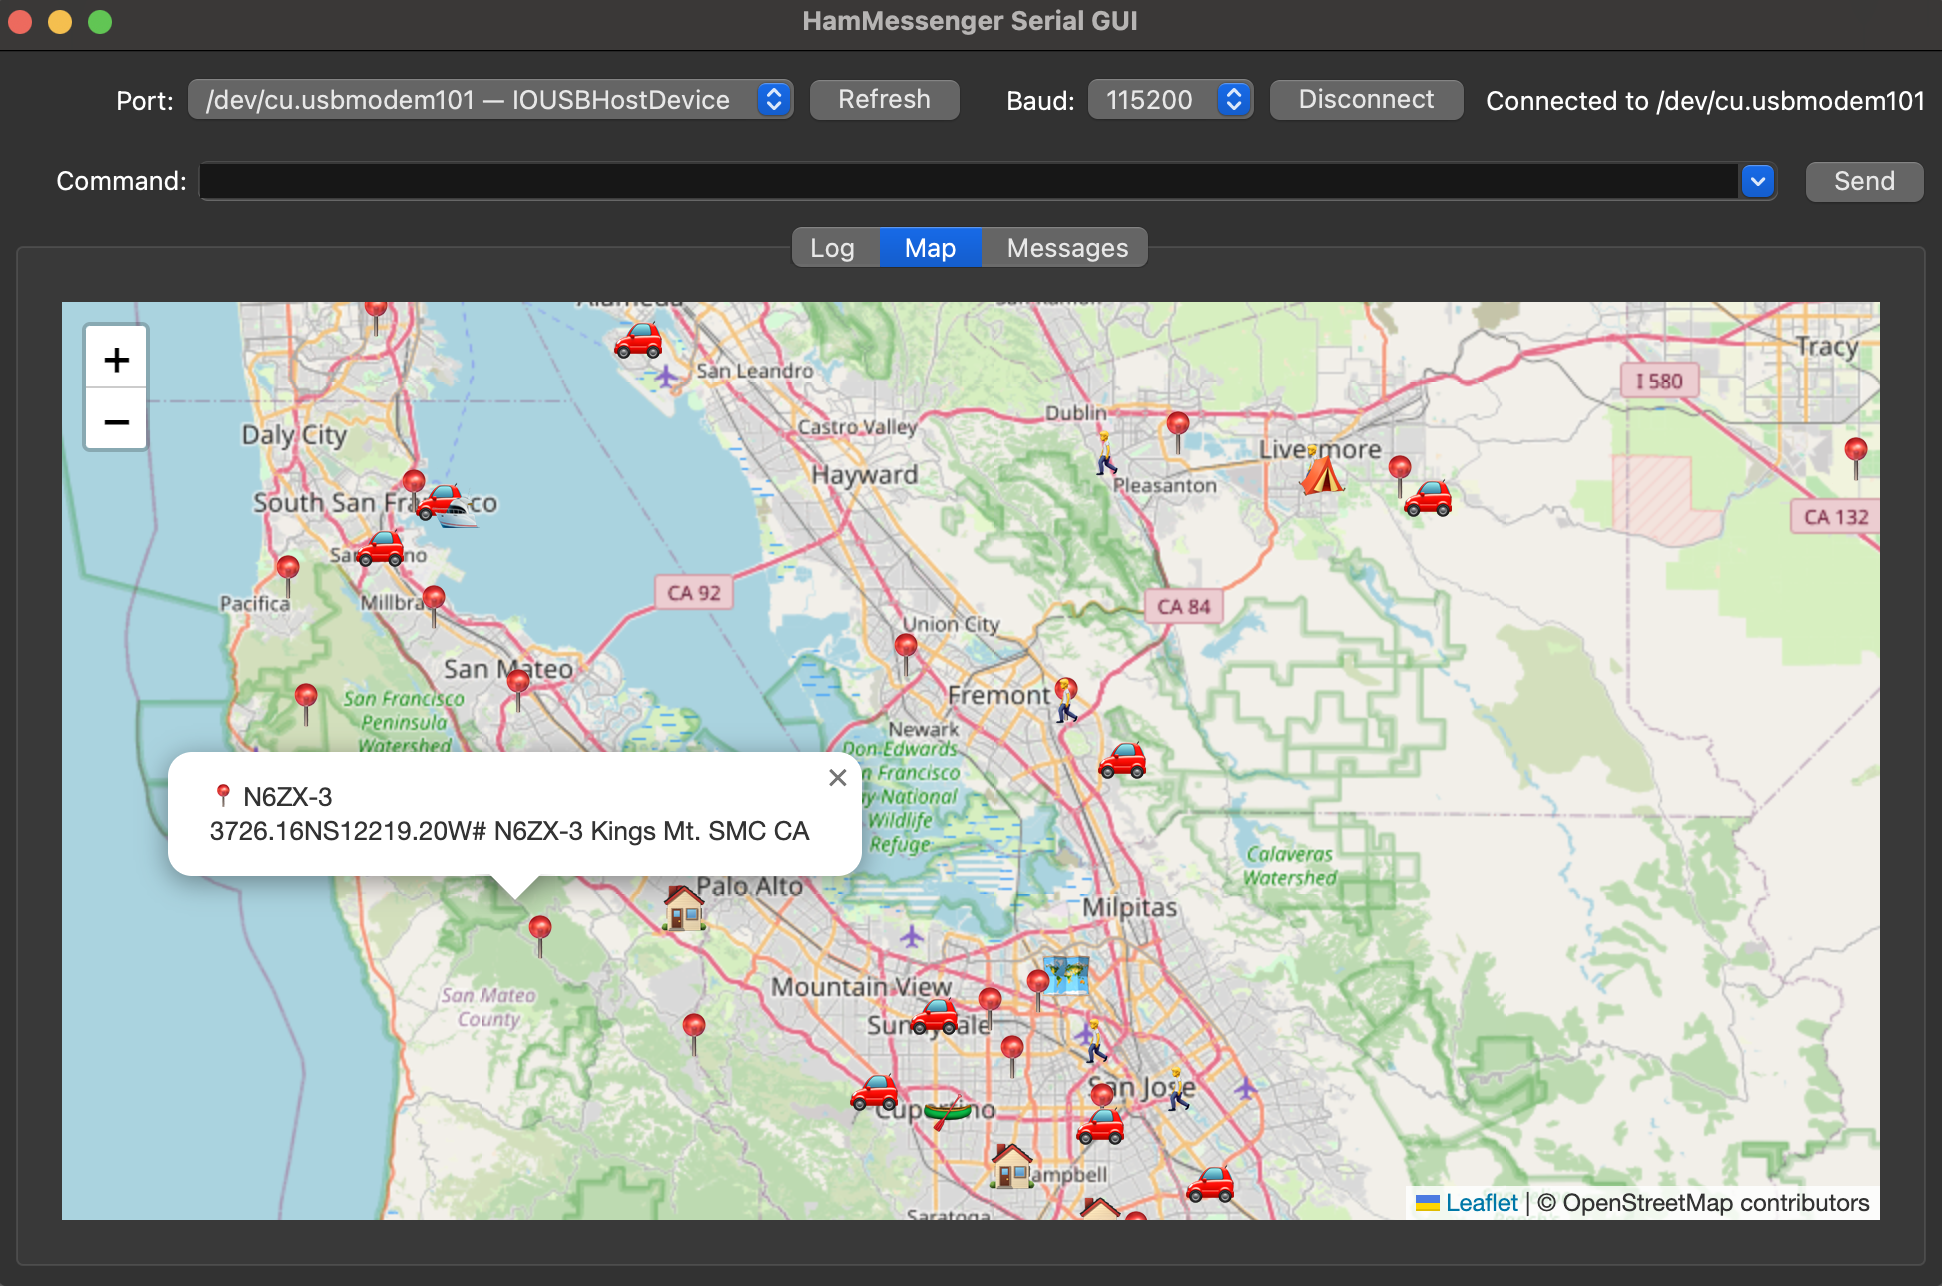 HamMessenger Serial GUI
Port: /dev/cu.usbmodem101 — IOUSBHostDevice Refresh Baud: 115200 Disconnect Connected to /dev/cu.usbmodem101
Command: Send
Log Map Messages
+
−
Alameda
San Leandro
Tracy
I 580
Dublin
Daly City
Castro Valley
Livermore
Hayward
Pleasanton
South San Francisco
CA 132
San Bruno
Pacifica
Millbrae
CA 92
CA 84
Union City
San Mateo
Fremont
San Francisco
Peninsula
Watershed
Newark
Don Edwards
n Francisco
y National
Wildlife
Refuge
N6ZX-3
3726.16NS12219.20W# N6ZX-3 Kings Mt. SMC CA
×
Calaveras
Watershed
Palo Alto
Milpitas
San Mateo
County
Mountain View
Sunnyvale
San Jose
Cupertino
ampbell
Saratoga
Leaflet | © OpenStreetMap contributors